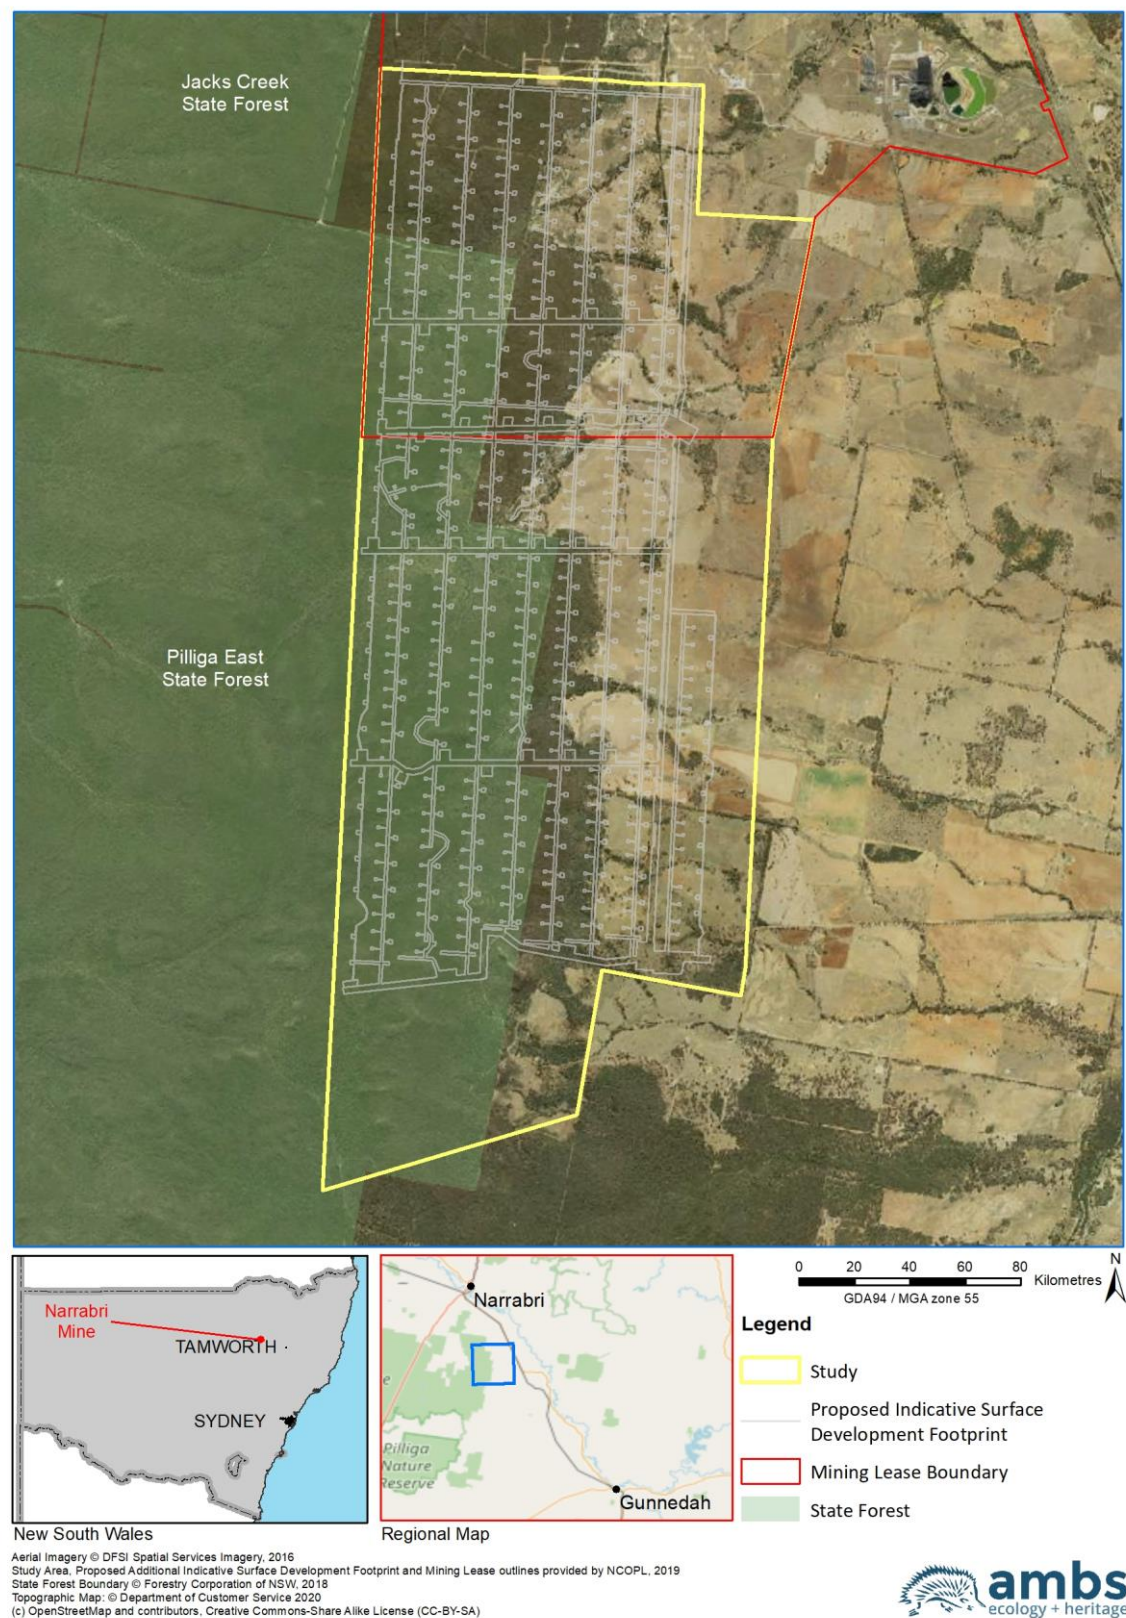 Jacks Creek
State Forest
Pilliga East
State Forest
Narrabri
Mine
TAMWORTH
SYDNEY
New South Wales
Narrabri
e
Pilliga
Nature
Reserve
Gunnedah
Regional Map
0 20 40 60 80 Kilometres
GDA94 / MGA zone 55
N
Legend
Study
Proposed Indicative Surface
Development Footprint
Mining Lease Boundary
State Forest
Aerial Imagery © DFSI Spatial Services Imagery, 2016
Study Area, Proposed Additional Indicative Surface Development Footprint and Mining Lease outlines provided by NCOPL, 2019
State Forest Boundary © Forestry Corporation of NSW, 2018
Topographic Map: © Department of Customer Service 2020
(c) OpenStreetMap and contributors, Creative Commons-Share Alike License (CC-BY-SA)
ambs
ecology + heritage